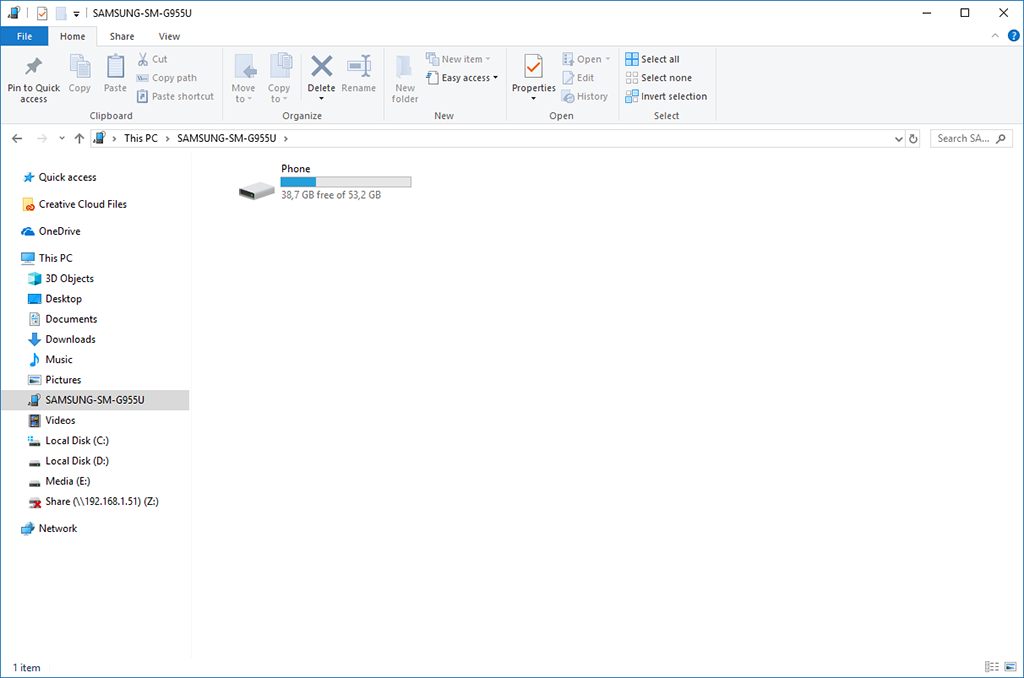 SAMSUNG-SM-G955U
File Home Share View
Pin to Quick access
Copy
Paste
Cut
Copy path
Paste shortcut
Clipboard
Move to
Copy to
Delete
Rename
Organize
New folder
New item
Easy access
New
Properties
Open
Edit
History
Open
Select all
Select none
Invert selection
Select
This PC > SAMSUNG-SM-G955U >
Search SA...
Quick access
Creative Cloud Files
OneDrive
This PC
3D Objects
Desktop
Documents
Downloads
Music
Pictures
SAMSUNG-SM-G955U
Videos
Local Disk (C:)
Local Disk (D:)
Media (E:)
Share (\\192.168.1.51) (Z:)
Network
Phone
38,7 GB free of 53,2 GB
1 item